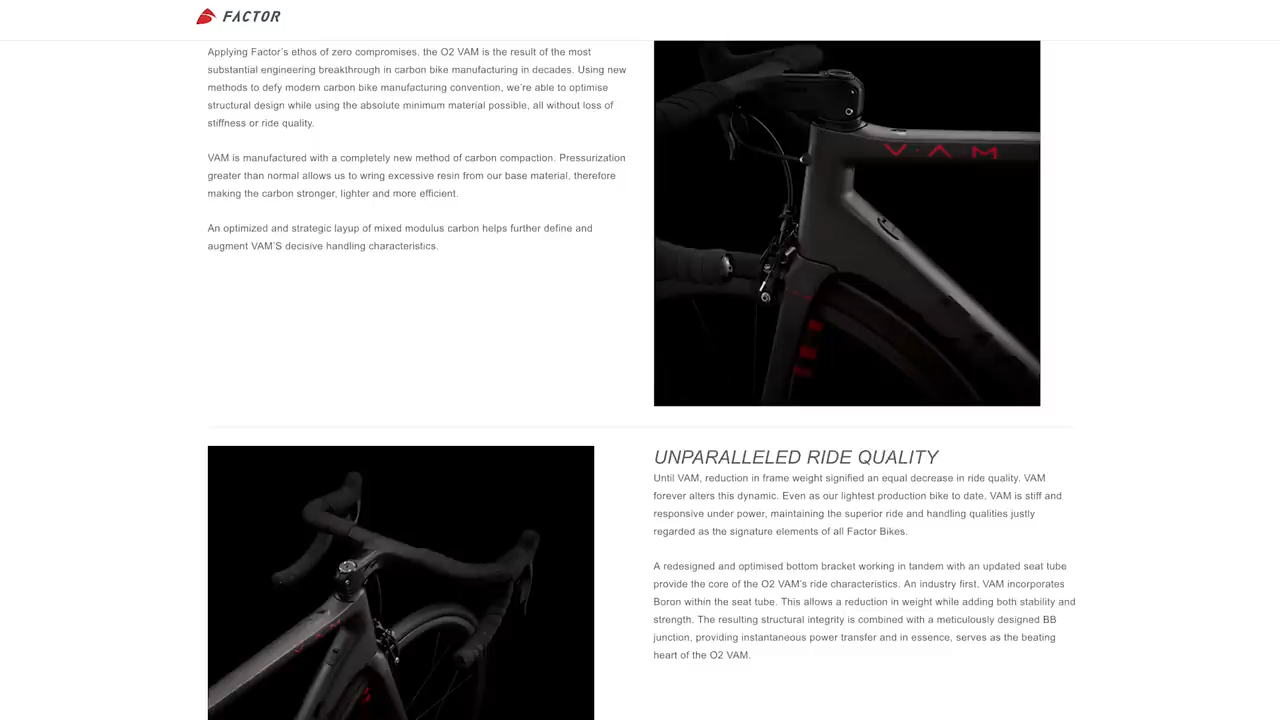 FACTOR
Applying Factor's ethos of zero compromises. the O2 VAM is the result of the most
substantial engineering breakthrough in carbon bike manufacturing in decades. Using new
methods to defy modern carbon bike manufacturing convention, we're able to optimise
structural design while using the absolute minimum material possible, all without loss of
stiffness or ride quality.
VAM is manufactured with a completely new method of carbon compaction. Pressurization
greater than normal allows us to wring excessive resin from our base material, therefore
making the carbon stronger, lighter and more efficient.
An optimized and strategic layup of mixed modulus carbon helps further define and
augment VAM'S decisive handling characteristics.
V·A·M
UNPARALLELED RIDE QUALITY
Until VAM, reduction in frame weight signified an equal decrease in ride quality. VAM
forever alters this dynamic. Even as our lightest production bike to date. VAM is stiff and
responsive under power, maintaining the superior ride and handling qualities justly
regarded as the signature elements of all Factor Bikes.
A redesigned and optimised bottom bracket working in tandem with an updated seat tube
provide the core of the O2 VAM's ride characteristics. An industry first. VAM incorporates
Boron within the seat tube. This allows a reduction in weight while adding both stability and
strength. The resulting structural integrity is combined with a meticulously designed BB
junction, providing instantaneous power transfer and in essence, serves as the beating
heart of the O2 VAM.
VAM